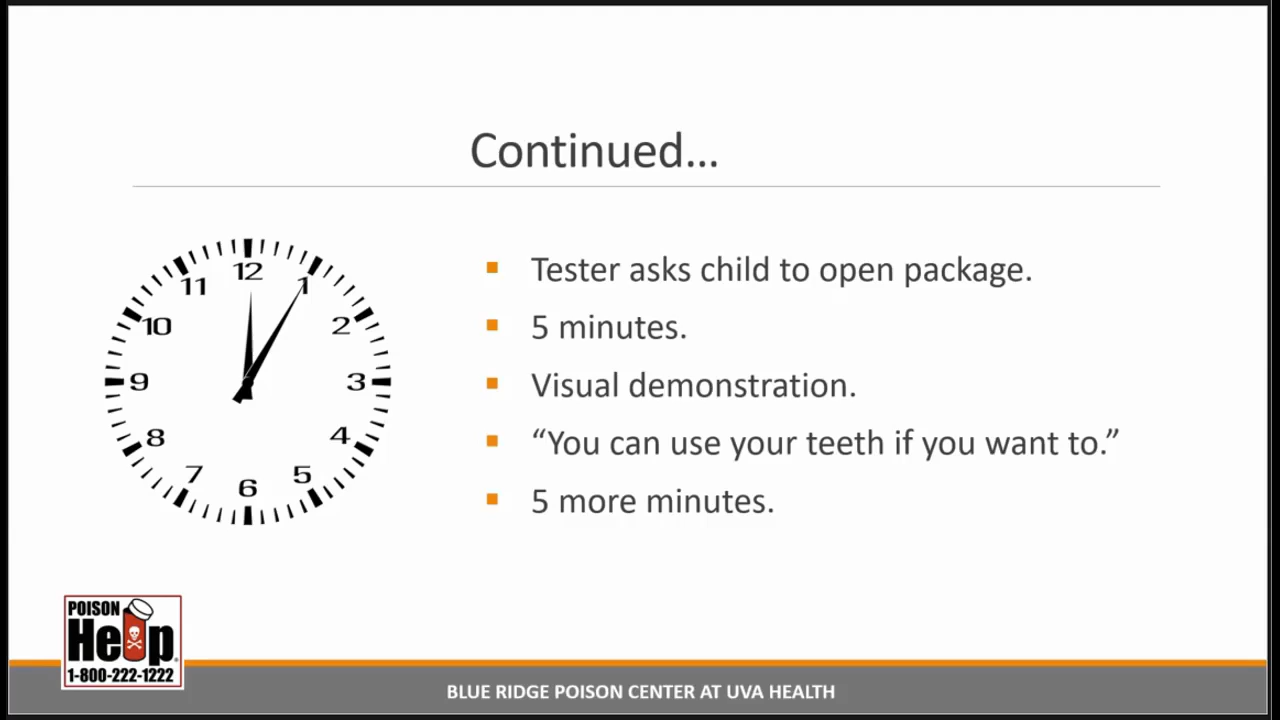 Continued...
12
11
1
10
2
9
3
8
4
7
5
6
▪ Tester asks child to open package.
▪ 5 minutes.
▪ Visual demonstration.
▪ “You can use your teeth if you want to.”
▪ 5 more minutes.
POISON
Help
1-800-222-1222
BLUE RIDGE POISON CENTER AT UVA HEALTH